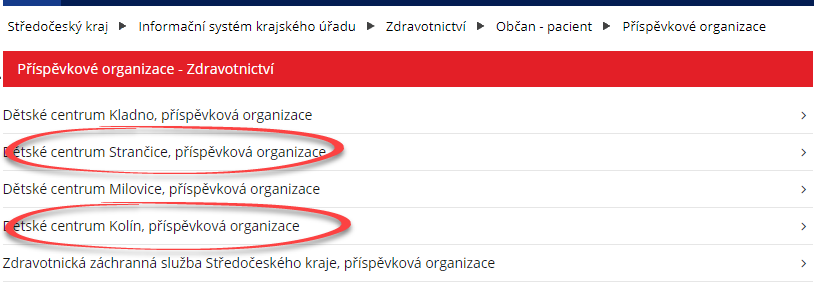 Středočeský kraj ▶ Informační systém krajského úřadu ▶ Zdravotnictví ▶ Občan - pacient ▶ Příspěvkové organizace
Příspěvkové organizace - Zdravotnictví
Dětské centrum Kladno, příspěvková organizace
Dětské centrum Strančice, příspěvková organizace
Dětské centrum Milovice, příspěvková organizace
Dětské centrum Kolín, příspěvková organizace
Zdravotnická záchranná služba Středočeského kraje, příspěvková organizace